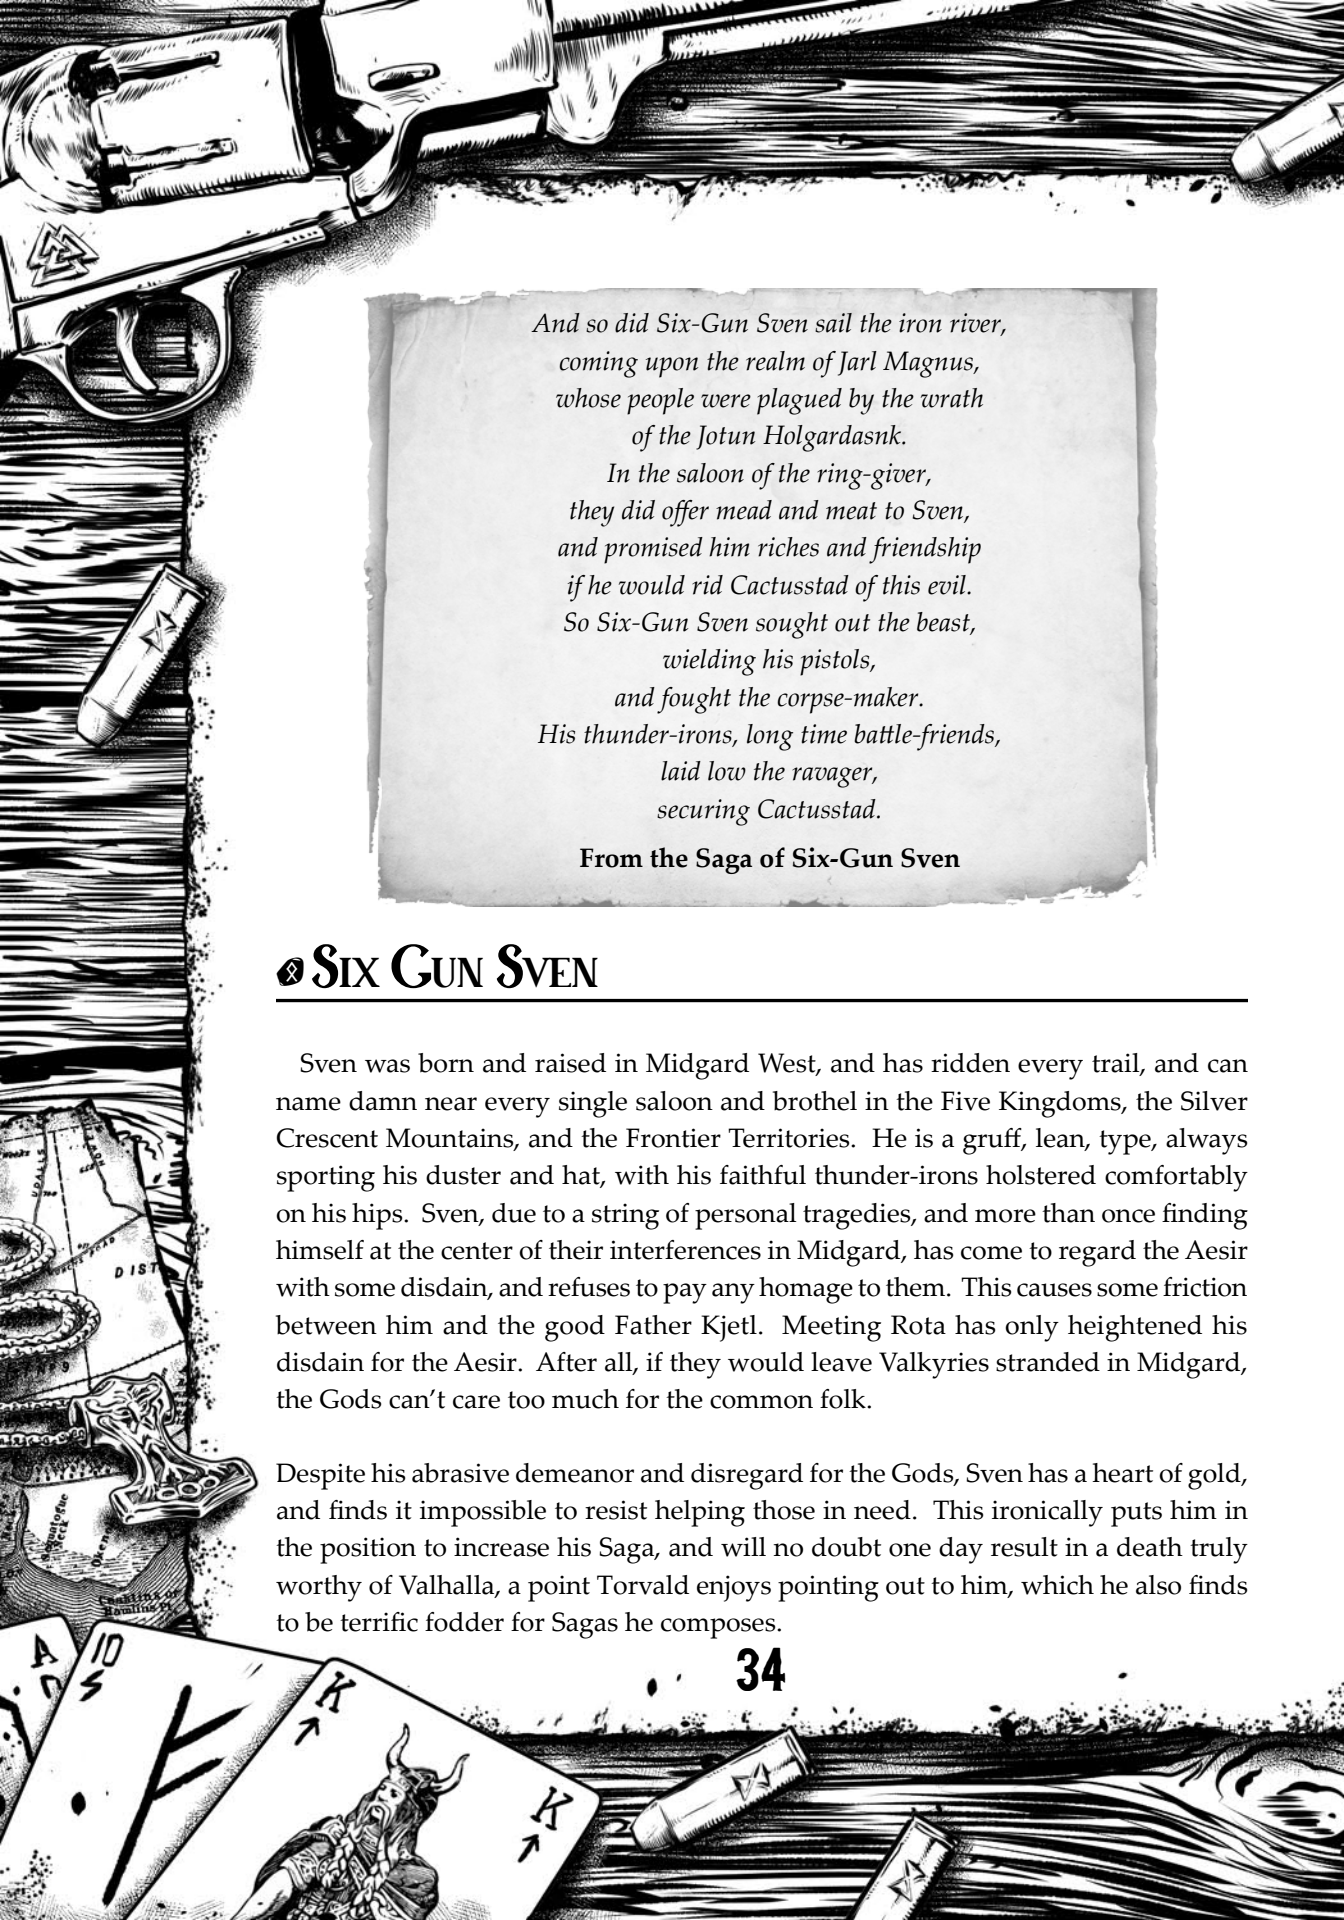 And so did Six-Gun Sven sail the iron river,
coming upon the realm of Jarl Magnus,
whose people were plagued by the wrath
of the Jotun Holgardasnk.
In the saloon of the ring-giver,
they did offer mead and meat to Sven,
and promised him riches and friendship
if he would rid Cactusstad of this evil.
So Six-Gun Sven sought out the beast,
wielding his pistols,
and fought the corpse-maker.
His thunder-irons, long time battle-friends,
laid low the ravager,
securing Cactusstad.
From the Saga of Six-Gun Sven
Six Gun Sven
Sven was born and raised in Midgard West, and has ridden every trail, and can
name damn near every single saloon and brothel in the Five Kingdoms, the Silver
Crescent Mountains, and the Frontier Territories. He is a gruff, lean, type, always
sporting his duster and hat, with his faithful thunder-irons holstered comfortably
on his hips. Sven, due to a string of personal tragedies, and more than once finding
himself at the center of their interferences in Midgard, has come to regard the Aesir
with some disdain, and refuses to pay any homage to them. This causes some friction
between him and the good Father Kjetl. Meeting Rota has only heightened his
disdain for the Aesir. After all, if they would leave Valkyries stranded in Midgard,
the Gods can't care too much for the common folk.
Despite his abrasive demeanor and disregard for the Gods, Sven has a heart of gold,
and finds it impossible to resist helping those in need. This ironically puts him in
the position to increase his Saga, and will no doubt one day result in a death truly
worthy of Valhalla, a point Torvald enjoys pointing out to him, which he also finds
to be terrific fodder for Sagas he composes.
34
DIST
Neck
A
10
K
K